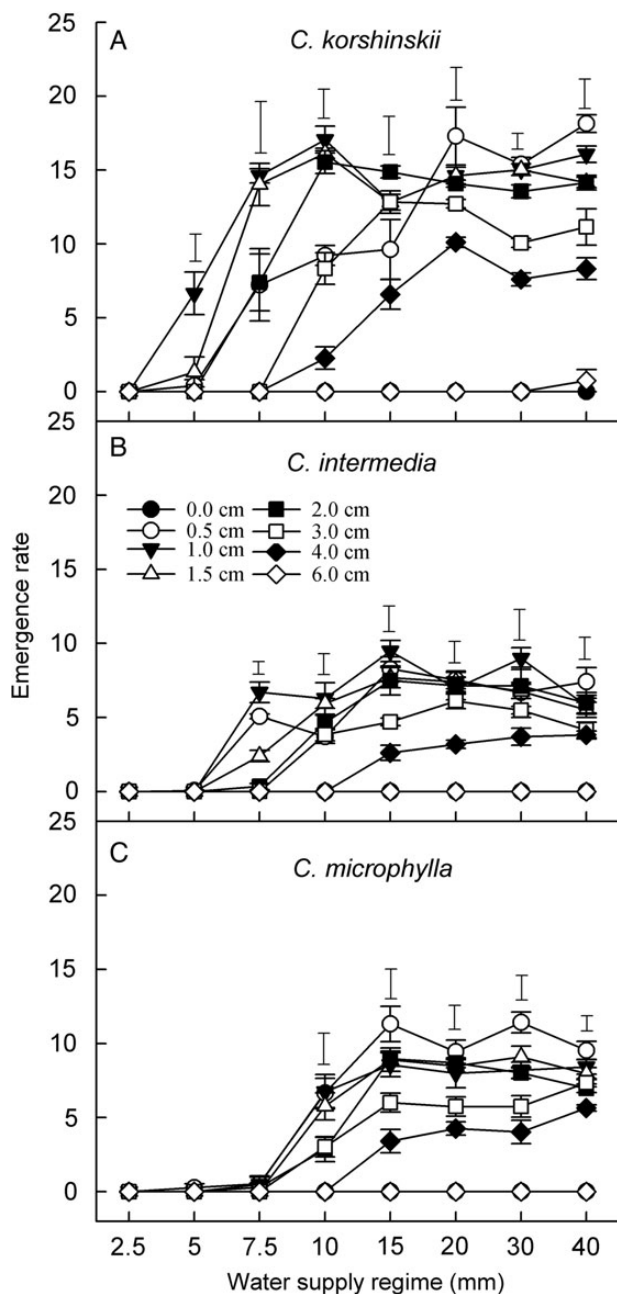 A
C. korshinskii
25
20
15
10
5
0
25
B
C. intermedia
20
0.0 cm 2.0 cm
0.5 cm 3.0 cm
1.0 cm 4.0 cm
1.5 cm 6.0 cm
15
10
5
0
Emergence rate
25
C
C. microphylla
20
15
10
5
0
2.5 5 7.5 10 15 20 30 40
Water supply regime (mm)